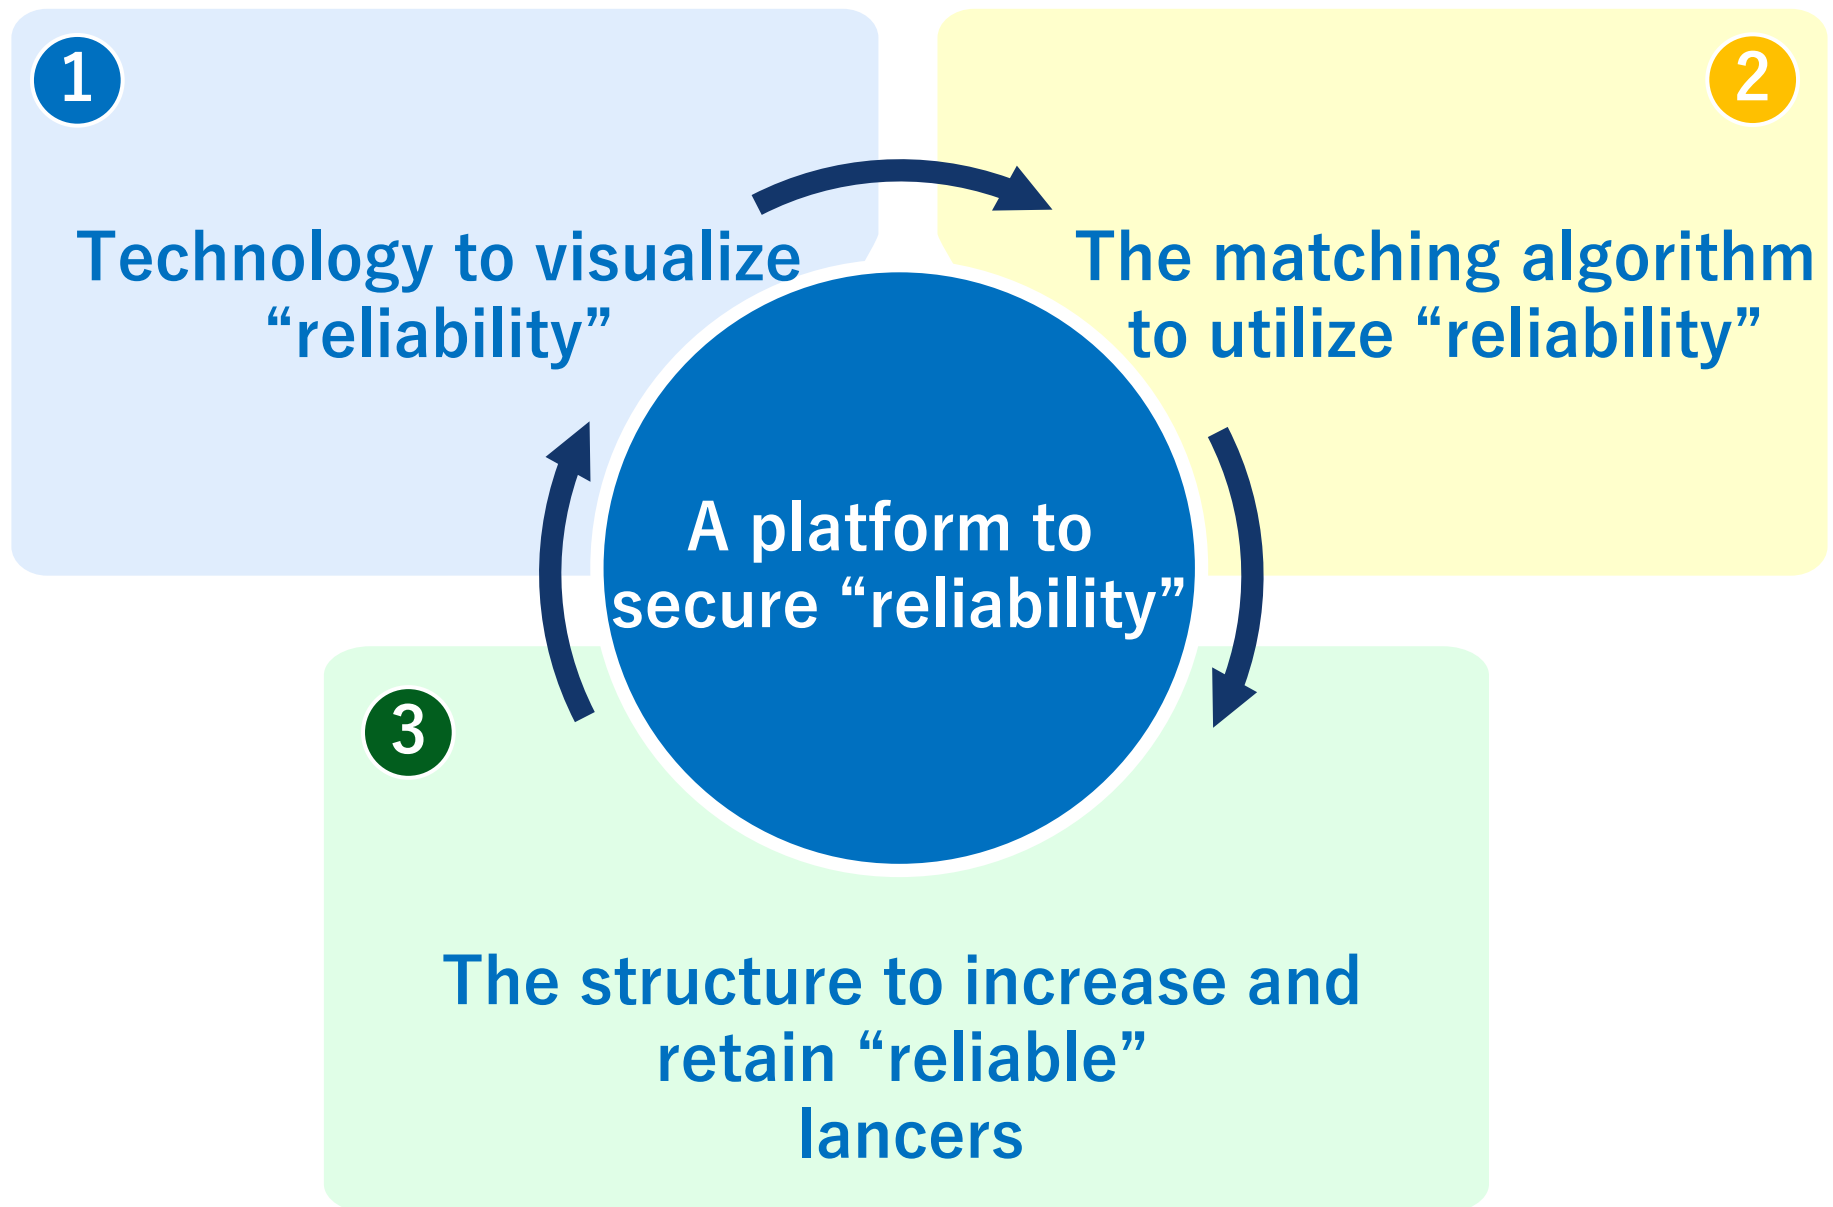 1
Technology to visualize
“reliability”
2
The matching algorithm
to utilize “reliability”
A platform to
secure “reliability”
3
The structure to increase and
retain “reliable”
lancers